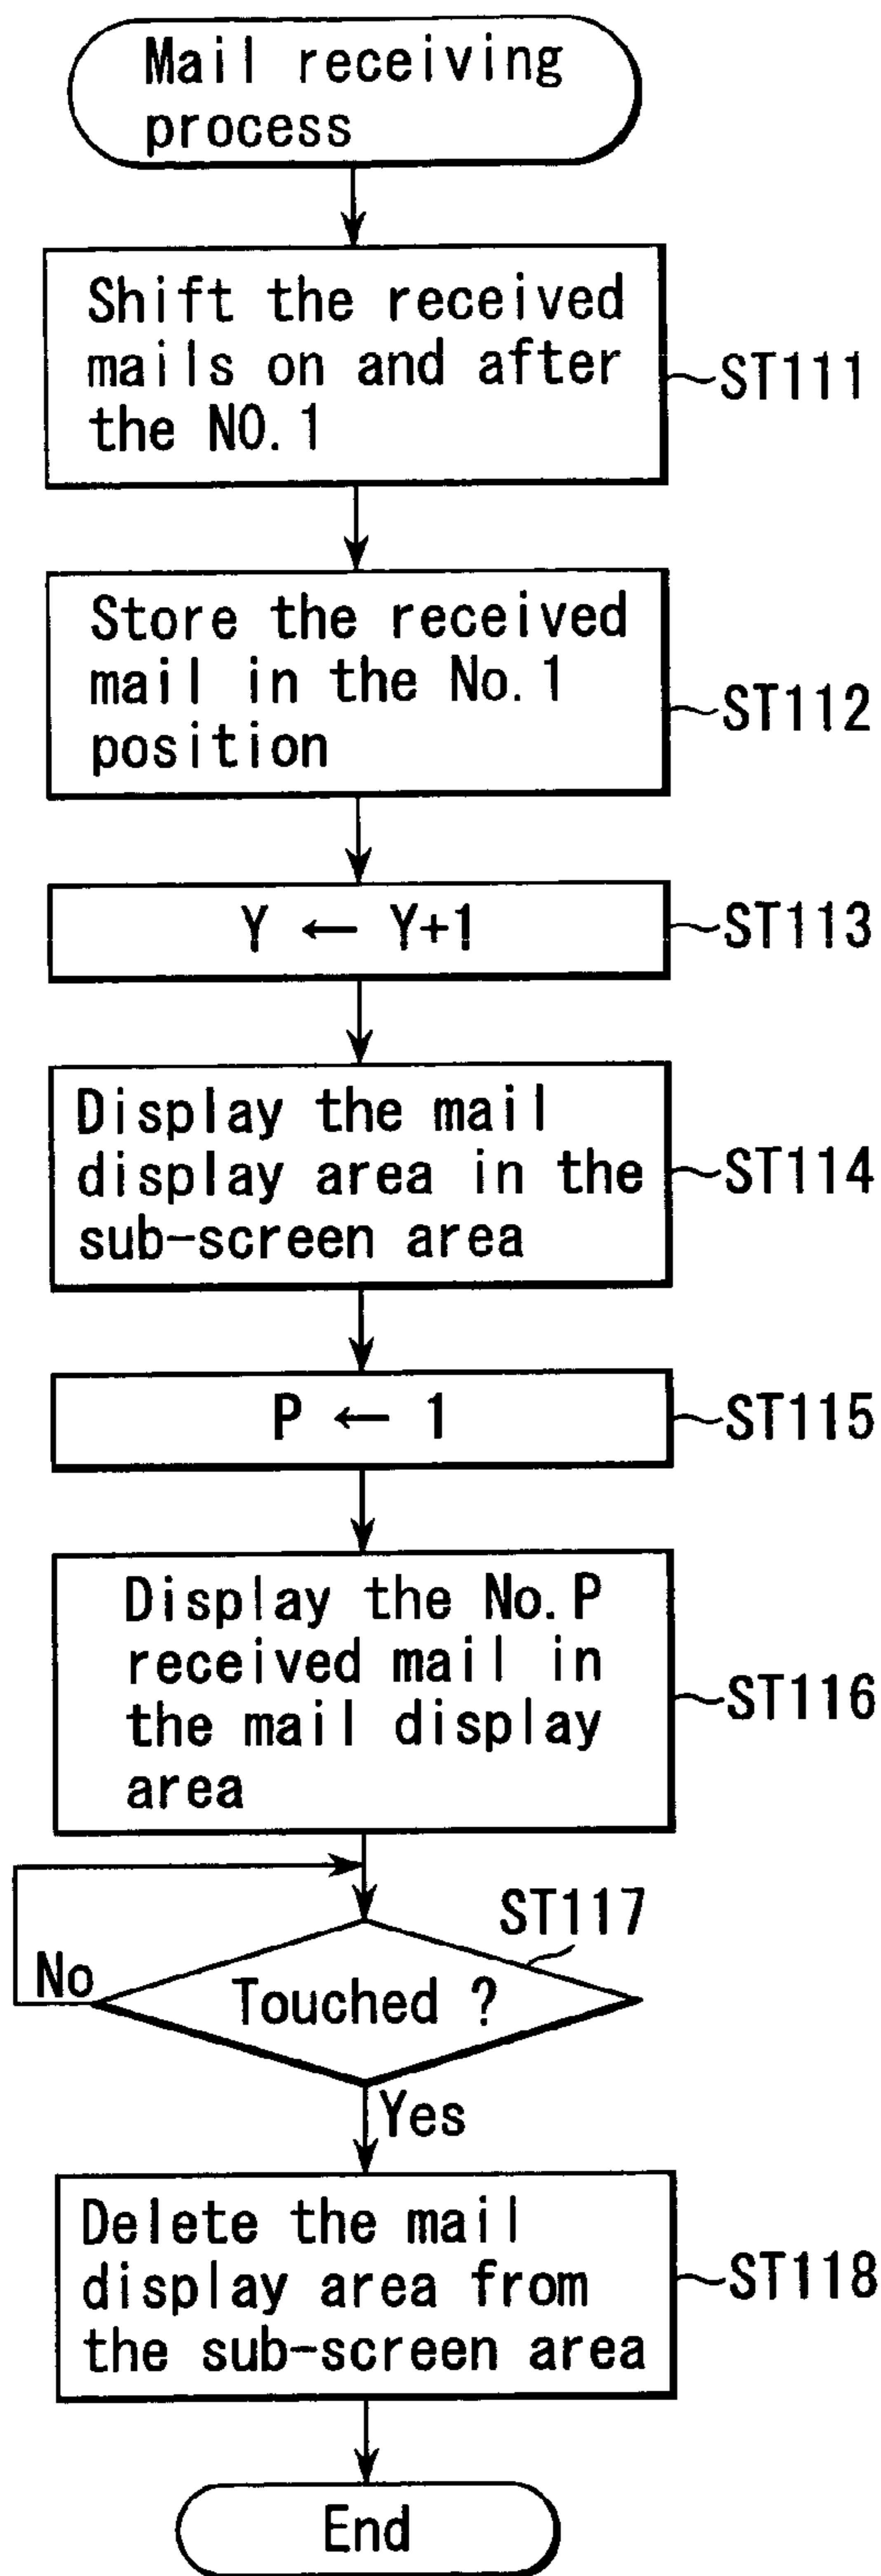 Mail receiving
process
Shift the received
mails on and after
the NO.1
ST111
Store the received
mail in the No.1
position
ST112
Y ← Y+1
ST113
Display the mail
display area in the
sub-screen area
ST114
P ← 1
ST115
Display the No.P
received mail in
the mail display
area
ST116
ST117
No
Touched ?
Yes
Delete the mail
display area from
the sub-screen area
ST118
End